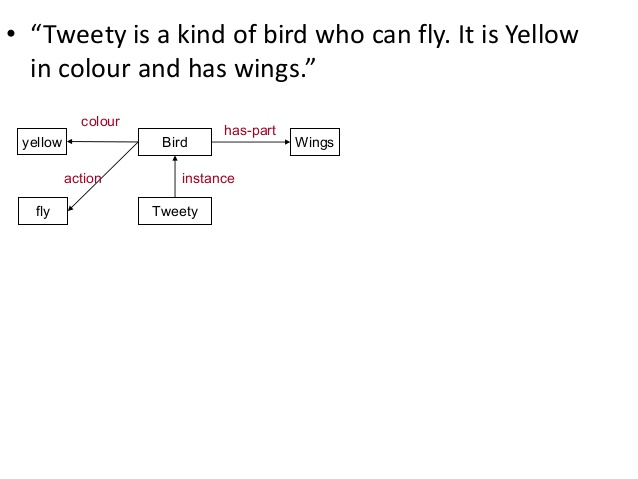 • “Tweety is a kind of bird who can fly. It is Yellow
in colour and has wings.”
colour
has-part
yellow
Bird
Wings
action
instance
fly
Tweety